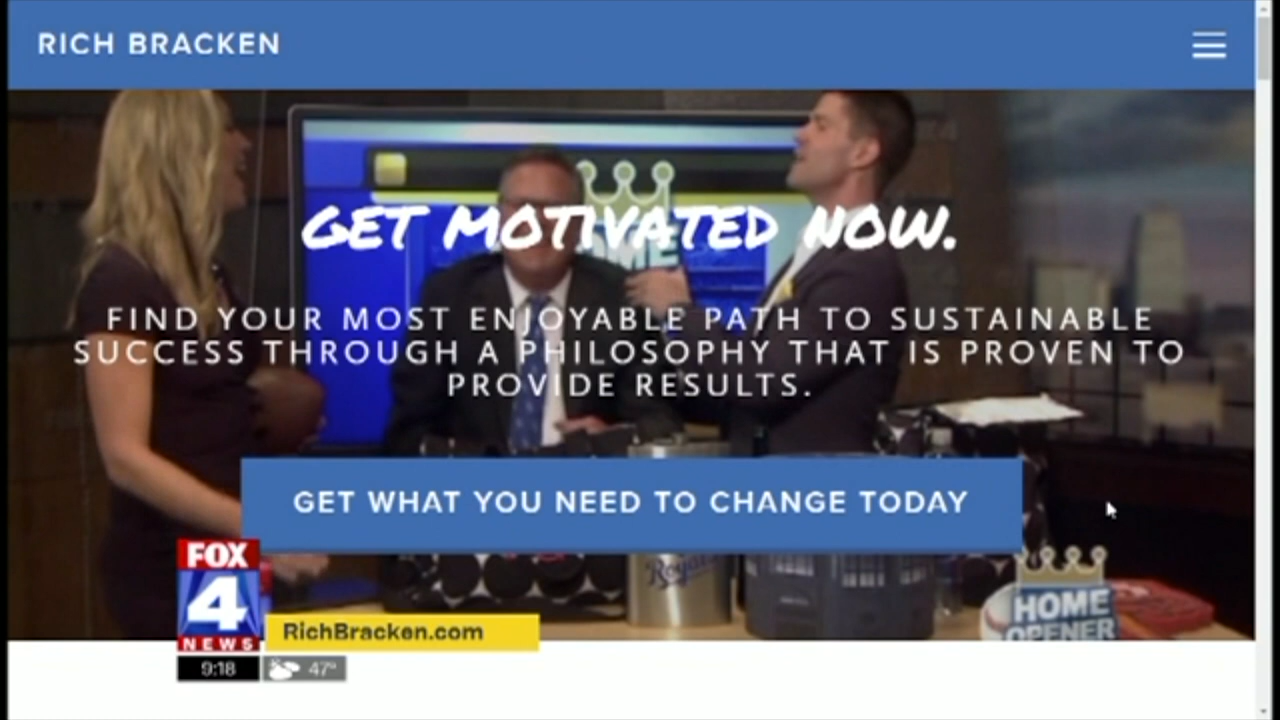 RICH BRACKEN
GET MOTIVATED NOW.
FIND YOUR MOST ENJOYABLE PATH TO SUSTAINABLE
SUCCESS THROUGH A PHILOSOPHY THAT IS PROVEN TO
PROVIDE RESULTS.
GET WHAT YOU NEED TO CHANGE TODAY
Royals
HOME
OPENER
FOX
4
NEWS
RichBracken.com
9:18
47°